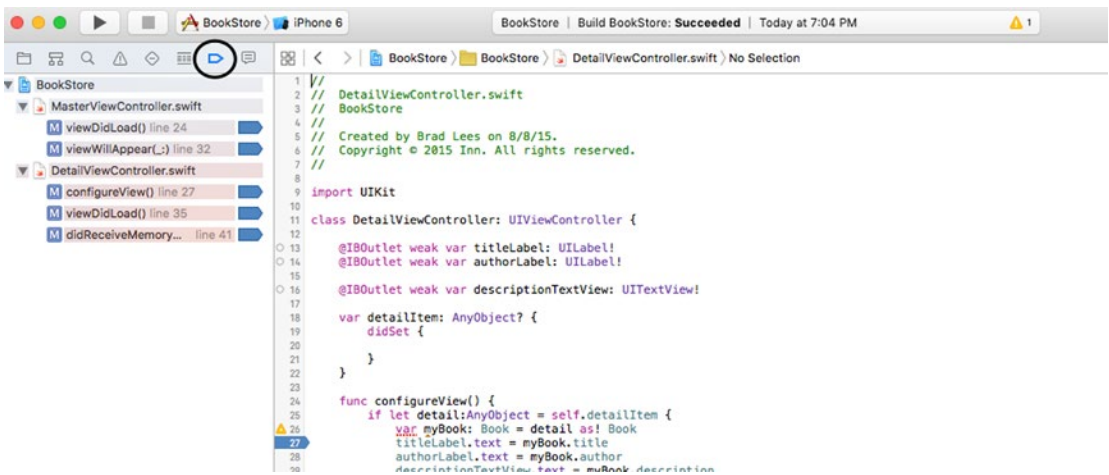 BookStore iPhone 6 BookStore | Build BookStore: Succeeded | Today at 7:04 PM 1
BookStore BookStore DetailViewController.swift No Selection
BookStore
MasterViewController.swift
M viewDidLoad() line 24
M viewWillAppear(_:) line 32
DetailViewController.swift
M configureView() line 27
M viewDidLoad() line 35
M didReceiveMemory... line 41
1 //
2 // DetailViewController.swift
3 // BookStore
4 //
5 // Created by Brad Lees on 8/8/15.
6 // Copyright © 2015 Inn. All rights reserved.
7 //
8
9 import UIKit
10
11 class DetailViewController: UIViewController {
12
13 @IBOutlet weak var titleLabel: UILabel!
14 @IBOutlet weak var authorLabel: UILabel!
15
16 @IBOutlet weak var descriptionTextView: UITextView!
17
18 var detailItem: AnyObject? {
19 didSet {
20
21 }
22 }
23
24 func configureView() {
25 if let detail:AnyObject = self.detailItem {
26 var myBook: Book = detail as! Book
27 titleLabel.text = myBook.title
28 authorLabel.text = myBook.author
29 descriptionTextView.text = myBook.description